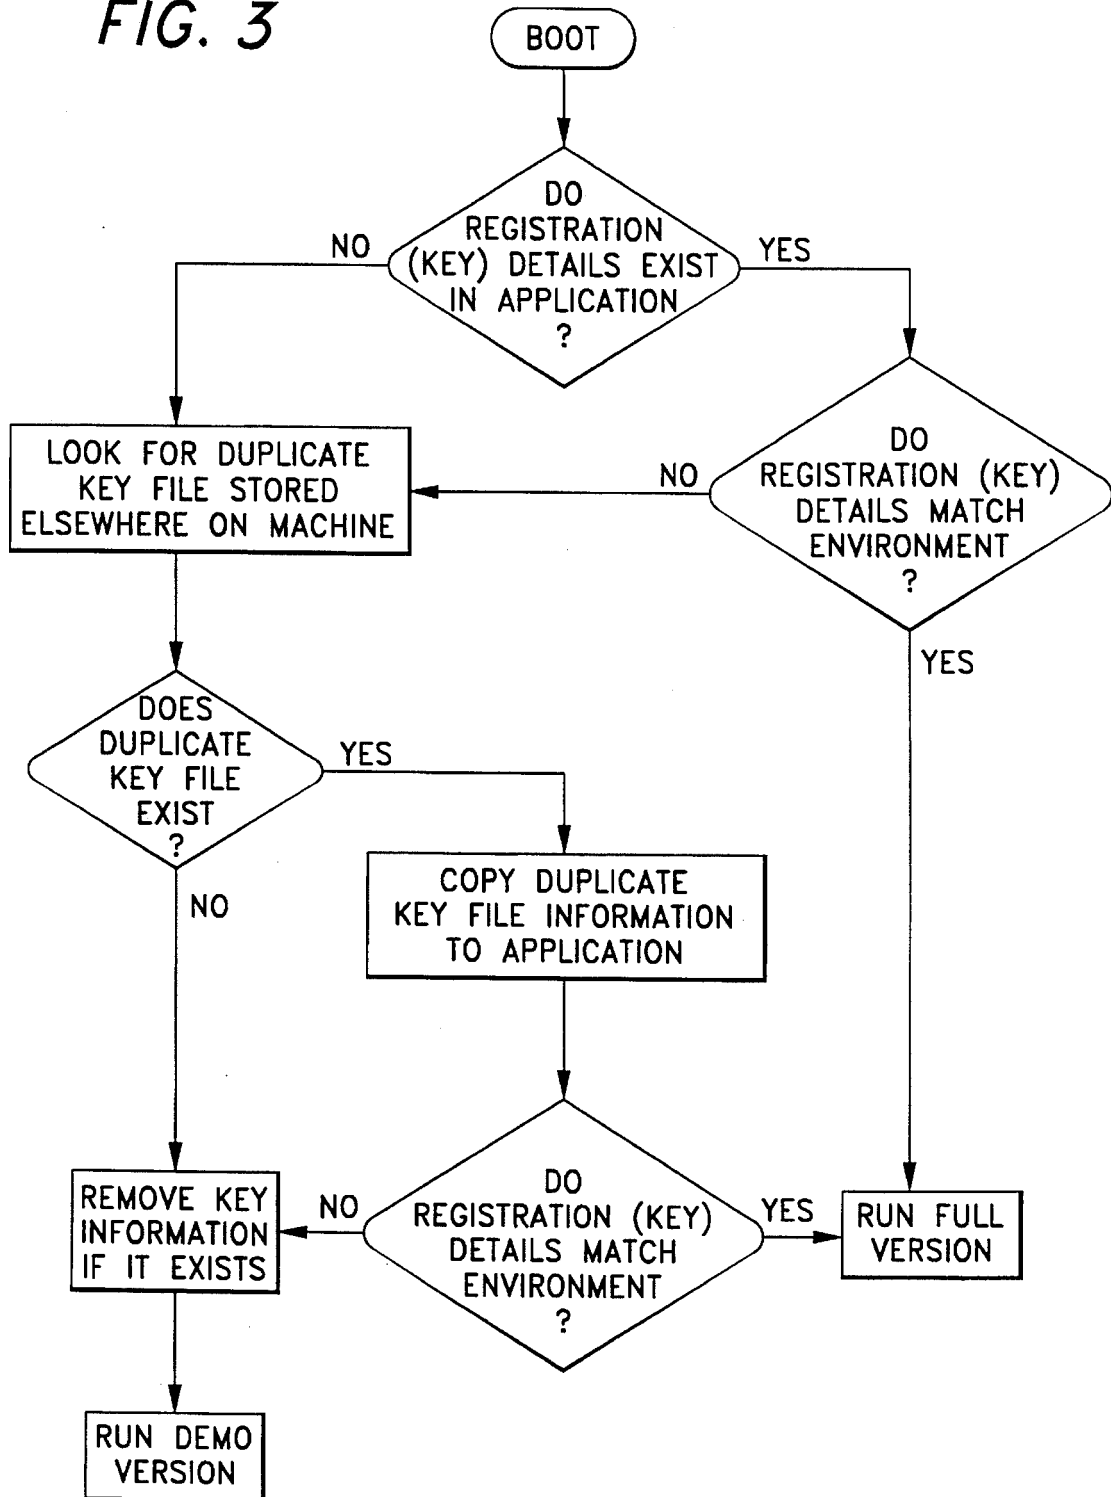 FIG. 3
BOOT
DO
REGISTRATION
(KEY) DETAILS EXIST
IN APPLICATION
?
NO
YES
LOOK FOR DUPLICATE
KEY FILE STORED
ELSEWHERE ON MACHINE
NO
DO
REGISTRATION (KEY)
DETAILS MATCH
ENVIRONMENT
?
YES
DOES
DUPLICATE
KEY FILE
EXIST
?
YES
NO
COPY DUPLICATE
KEY FILE INFORMATION
TO APPLICATION
REMOVE KEY
INFORMATION
IF IT EXISTS
NO
DO
REGISTRATION (KEY)
DETAILS MATCH
ENVIRONMENT
?
YES
RUN FULL
VERSION
RUN DEMO
VERSION